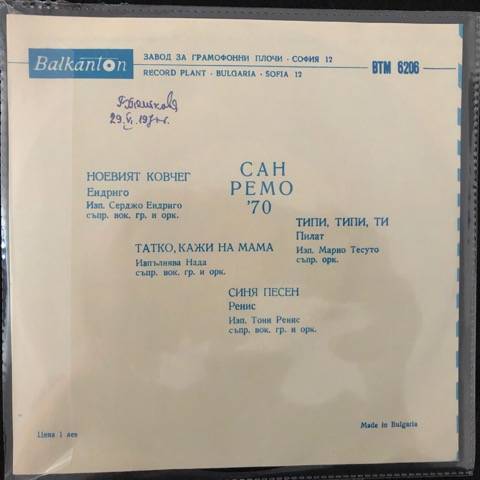 Balkanton
ЗАВОД ЗА ГРАМОФОННИ ПЛОЧИ · СОФИЯ 12
RECORD PLANT · BULGARIA · SOFIA 12
ВТМ 6206
САН
РЕМО
'70
НОЕВИЯТ КОВЧЕГ
Ендриго
Изп. Серджо Ендриго
съпр. вок. гр. и орк.
ТИПИ, ТИПИ, ТИ
Пилат
Изп. Марио Тесуто
съпр. орк.
ТАТКО, КАЖИ НА МАМА
Изпълнява Нада
съпр. вок. гр. и орк.
СИНЯ ПЕСЕН
Ренис
Изп. Тони Ренис
съпр. вок. гр. и орк.
Цена 1 лев
Made in Bulgaria